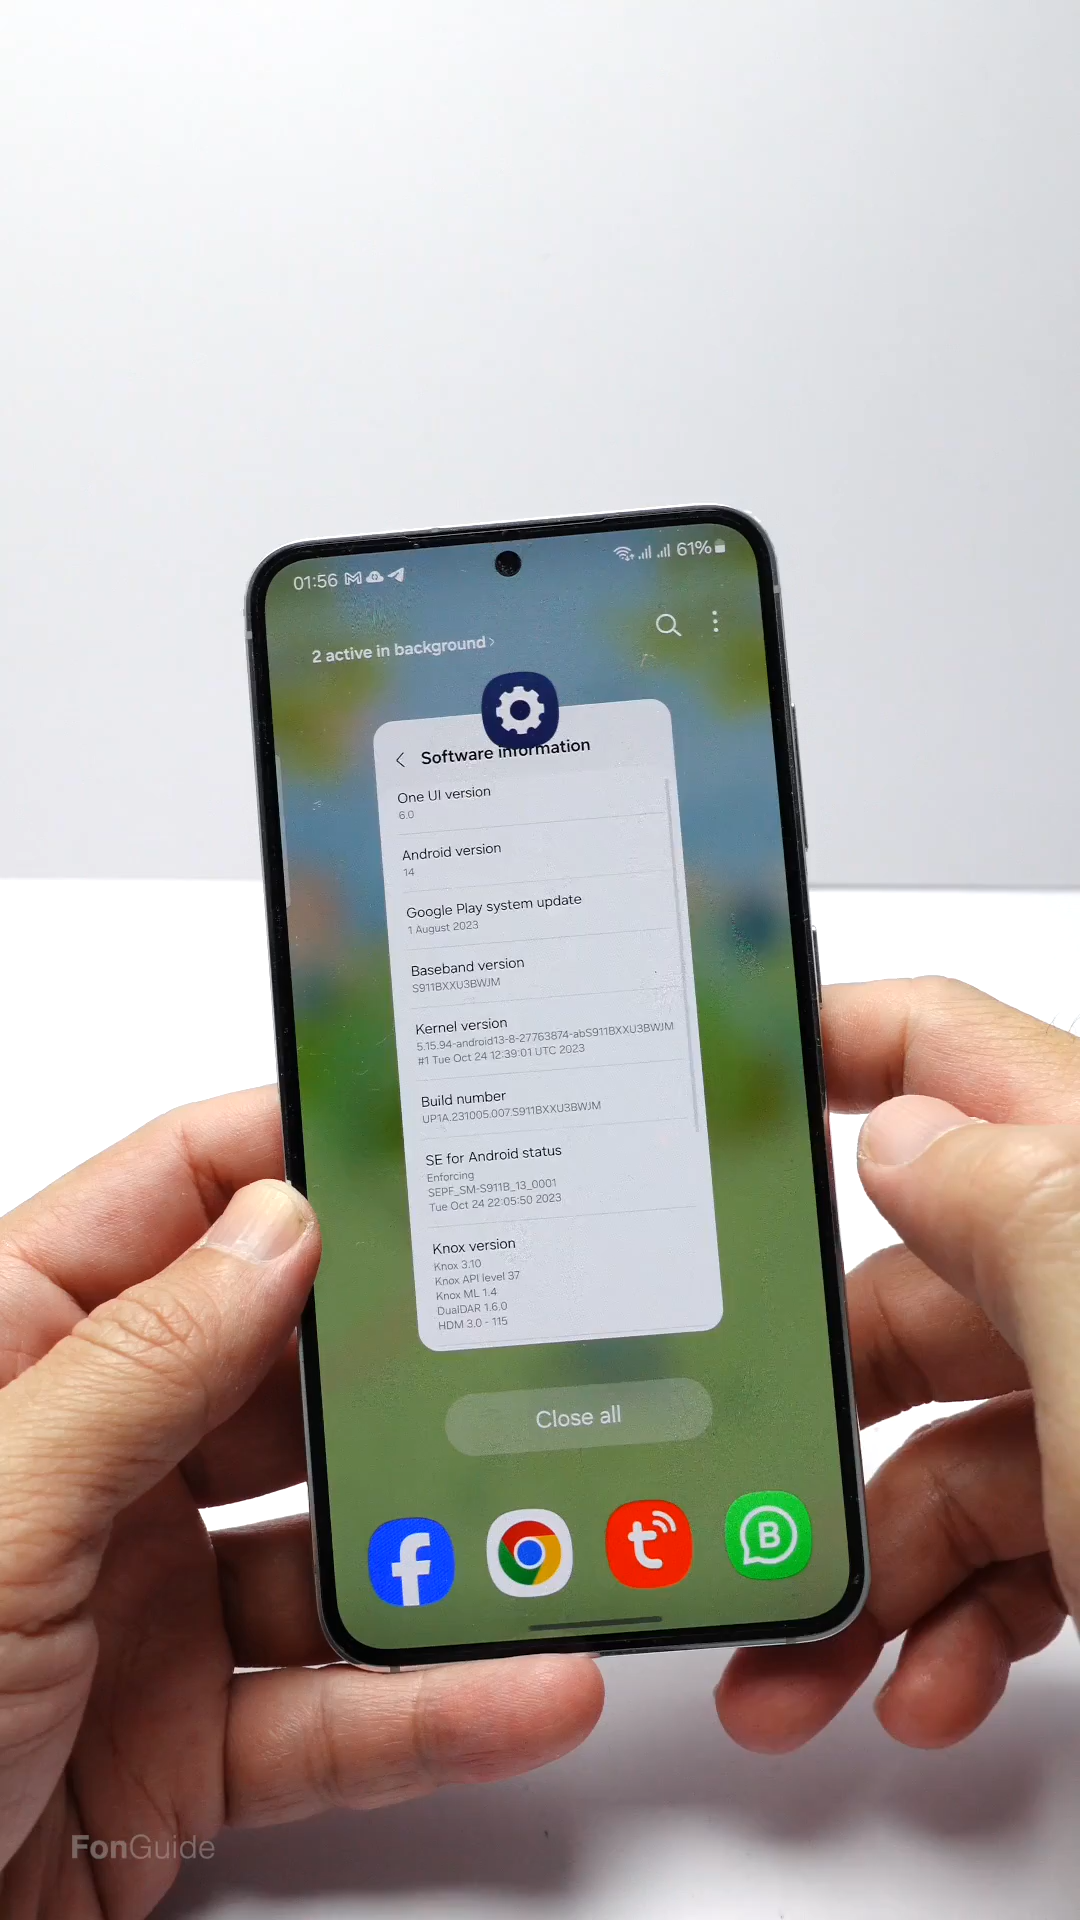 01:56
61%
2 active in background
Software information
One UI version
6.0
Android version
14
Google Play system update
1 August 2023
Baseband version
S911BXXU3BWJM
Kernel version
5.15.94-android13-8-27763874-abS911BXXU3BWJM
#1 Tue Oct 24 12:39:01 UTC 2023
Build number
UP1A.231005.007.S911BXXU3BWJM
SE for Android status
Enforcing
SEPF_SM-S911B_13_0001
Tue Oct 24 22:05:50 2023
Knox version
Knox 3.10
Knox API level 37
Knox ML 1.4
DualDAR 1.6.0
HDM 3.0 - 115
Close all
FonGuide